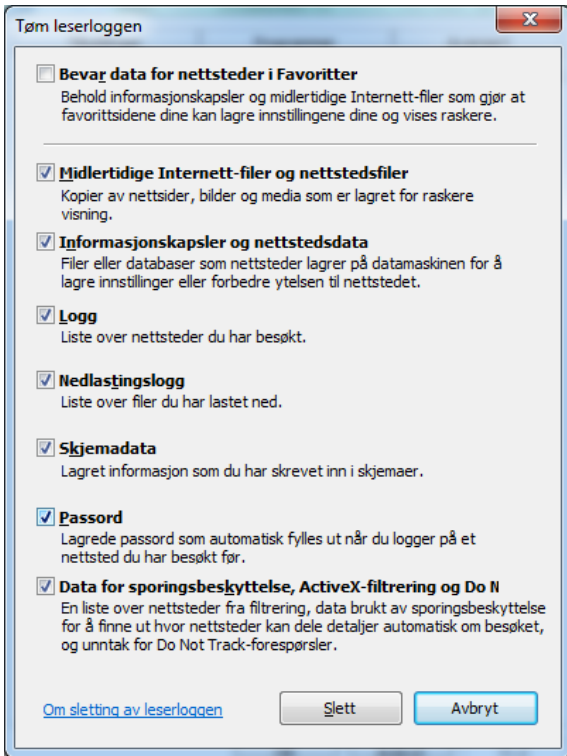 Tøm leserloggen
Bevar data for nettsteder i Favoritter
Behold informasjonskapsler og midlertidige Internett-filer som gjør at
favorittsidene dine kan lagre innstillingene dine og vises raskere.
Midlertidige Internett-filer og nettstedsfiler
Kopier av nettsider, bilder og media som er lagret for raskere
visning.
Informasjonskapsler og nettstedsdata
Filer eller databaser som nettsteder lagrer på datamaskinen for å
lagre innstillinger eller forbedre ytelsen til nettstedet.
Logg
Liste over nettsteder du har besøkt.
Nedlastingslogg
Liste over filer du har lastet ned.
Skjemadata
Lagret informasjon som du har skrevet inn i skjemaer.
Passord
Lagrede passord som automatisk fylles ut når du logger på et
nettsted du har besøkt før.
Data for sporingsbeskyttelse, ActiveX-filtrering og Do N
En liste over nettsteder fra filtrering, data brukt av sporingsbeskyttelse
for å finne ut hvor nettsteder kan dele detaljer automatisk om besøket,
og unntak for Do Not Track-forespørsler.
Om sletting av leserloggen
Slett
Avbryt